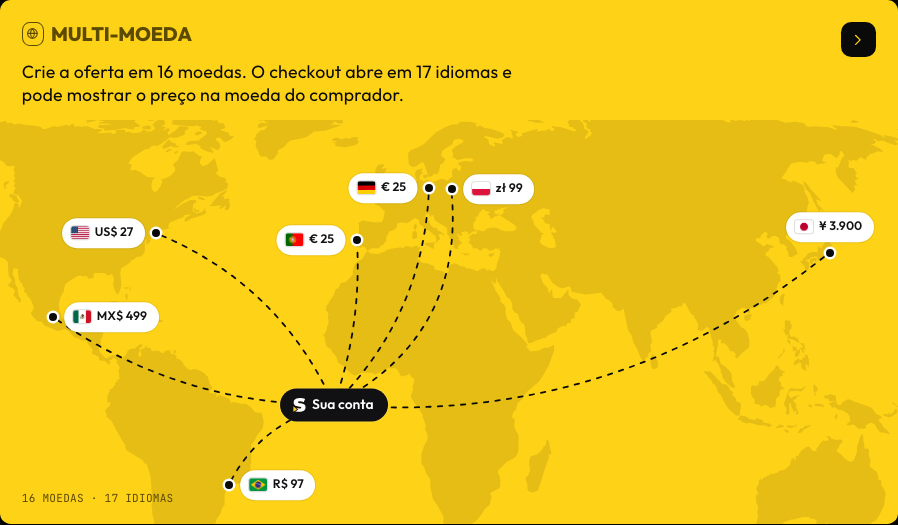 MULTI-MOEDA
Crie a oferta em 16 moedas. O checkout abre em 17 idiomas e
pode mostrar o preço na moeda do comprador.
€ 25
zł 99
US$ 27
€ 25
¥ 3.900
MX$ 499
S Sua conta
R$ 97
16 MOEDAS · 17 IDIOMAS